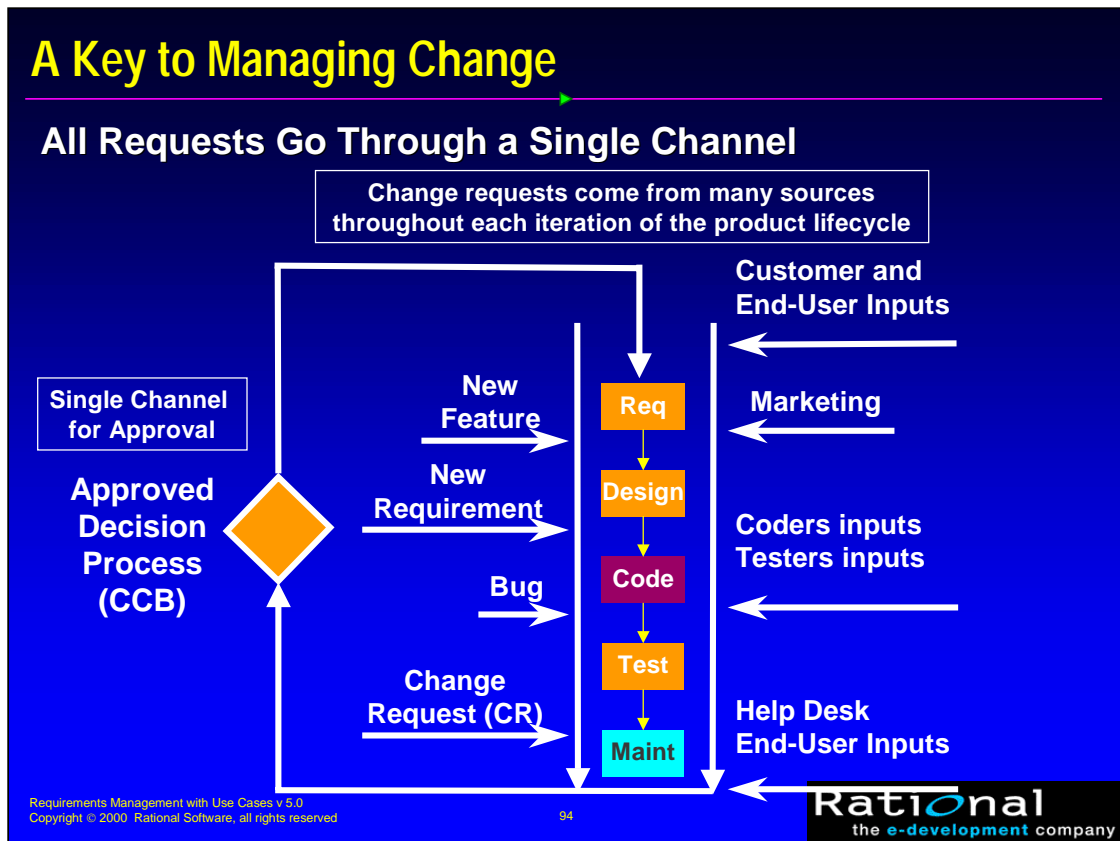 A Key to Managing Change
All Requests Go Through a Single Channel
Change requests come from many sources
throughout each iteration of the product lifecycle
Customer and
End-User Inputs
Single Channel
for Approval
New
Feature
Req
Marketing
Approved
Decision
Process
(CCB)
New
Requirement
Design
Coders inputs
Testers inputs
Bug
Code
Test
Change
Request (CR)
Maint
Help Desk
End-User Inputs
Requirements Management with Use Cases v 5.0
Copyright © 2000 Rational Software, all rights reserved
94
Rational
the e-development company